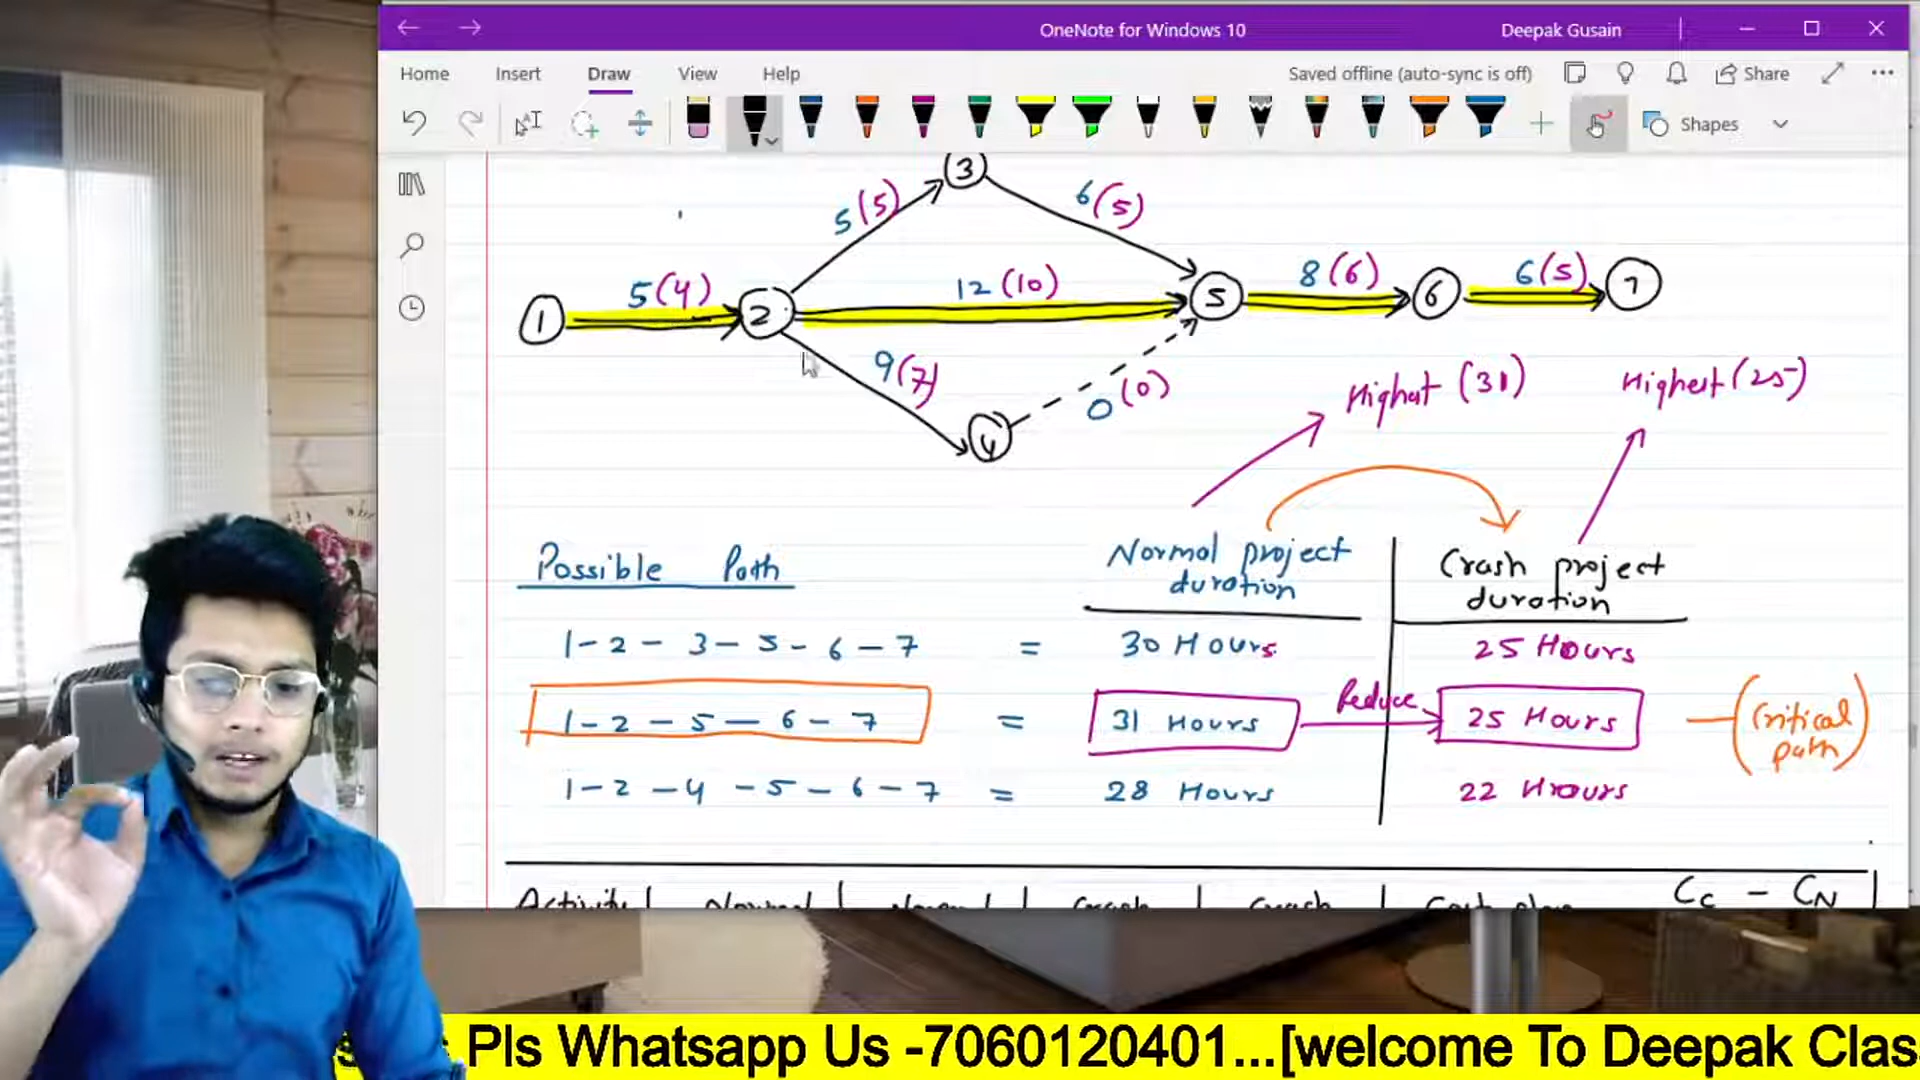 OneNote for Windows 10
Deepak Gusain
Home Insert Draw View Help
Saved offline (auto-sync is off)
Share
Shapes
3
5(5)
6(5)
5(4)
12(10)
8(6)
6(5)
1
2
5
6
7
9(7)
0(0)
4
Highest (31)
Highest (25)
Possible Path
Normal project duration
Crash project duration
1-2-3-5-6-7 = 30 Hours
25 Hours
1-2-5-6-7 = 31 Hours
Reduce
25 Hours
(Critical path)
1-2-4-5-6-7 = 28 Hours
22 Hrours
Activity
Crash
Crash
Cc - CN
Pls Whatsapp Us -7060120401...[welcome To Deepak Clas